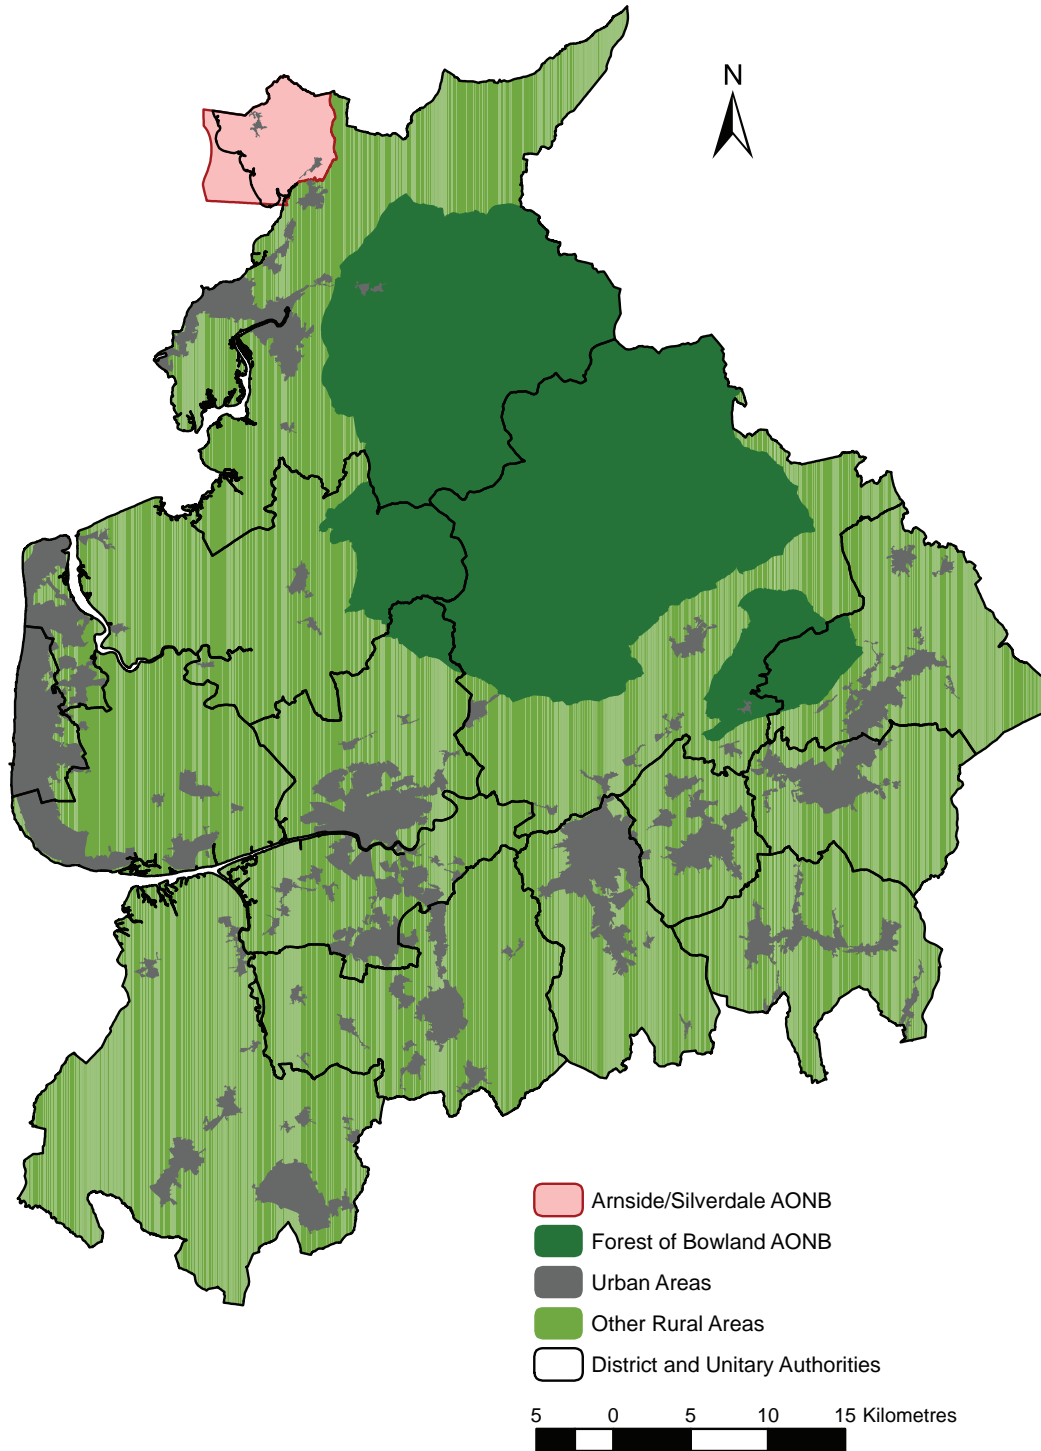 N
Arnside/Silverdale AONB
Forest of Bowland AONB
Urban Areas
Other Rural Areas
District and Unitary Authorities
5 0 5 10 15 Kilometres